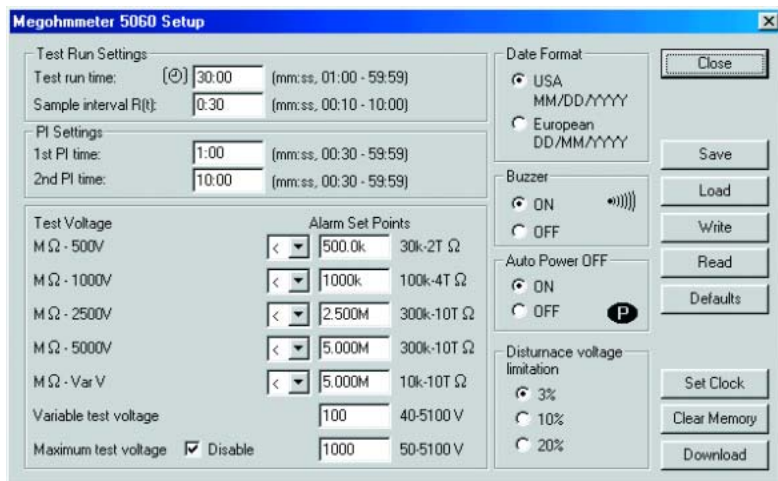 Megohmmeter 5060 Setup
Test Run Settings
Test run time: 30:00 (mm:ss, 01:00 - 59:59)
Sample interval R(t): 0:30 (mm:ss, 00:10 - 10:00)
PI Settings
1st PI time: 1:00 (mm:ss, 00:30 - 59:59)
2nd PI time: 10:00 (mm:ss, 00:30 - 59:59)
Test Voltage Alarm Set Points
M Ω - 500V < 500.0k 30k-2T Ω
M Ω - 1000V < 1000k 100k-4T Ω
M Ω - 2500V < 2.500M 300k-10T Ω
M Ω - 5000V < 5.000M 300k-10T Ω
M Ω - Var V < 5.000M 10k-10T Ω
Variable test voltage 100 40-5100 V
Maximum test voltage Disable 1000 50-5100 V
Date Format
USA
MM/DD/YYYY
European
DD/MM/YYYY
Buzzer
ON
OFF
Auto Power OFF
ON
OFF P
Disturnace voltage
limitation
3%
10%
20%
Close
Save
Load
Write
Read
Defaults
Set Clock
Clear Memory
Download